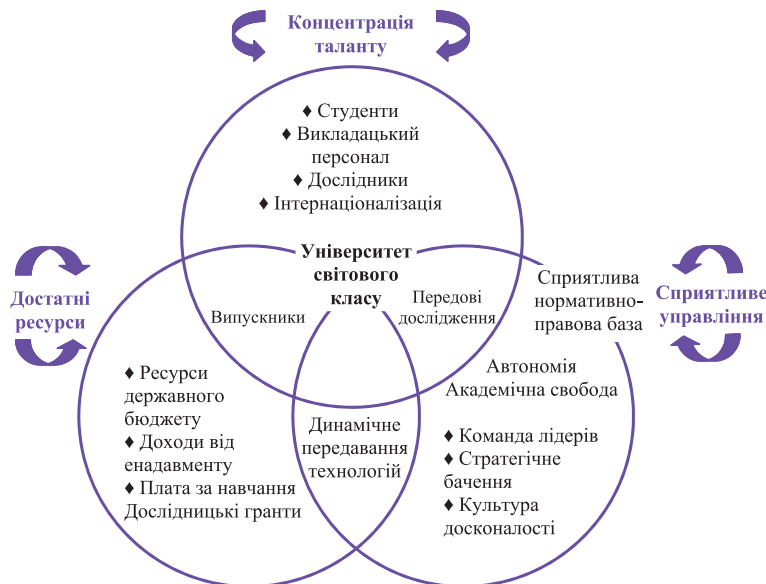 Концентрація
таланту
♦ Студенти
♦ Викладацький
персонал
♦ Дослідники
♦ Інтернаціоналізація
Університет
світового
класу
Достатні
ресурси
Випускники
Передові
дослідження
Сприятлива
нормативно-
правова база
Сприятливе
управління
♦ Ресурси
державного
бюджету
♦ Доходи від
енадавменту
♦ Плата за навчання
Дослідницькі гранти
Динамічне
передавання
технологій
Автономія
Академічна свобода
♦ Команда лідерів
♦ Стратегічне
бачення
♦ Культура
досконалості